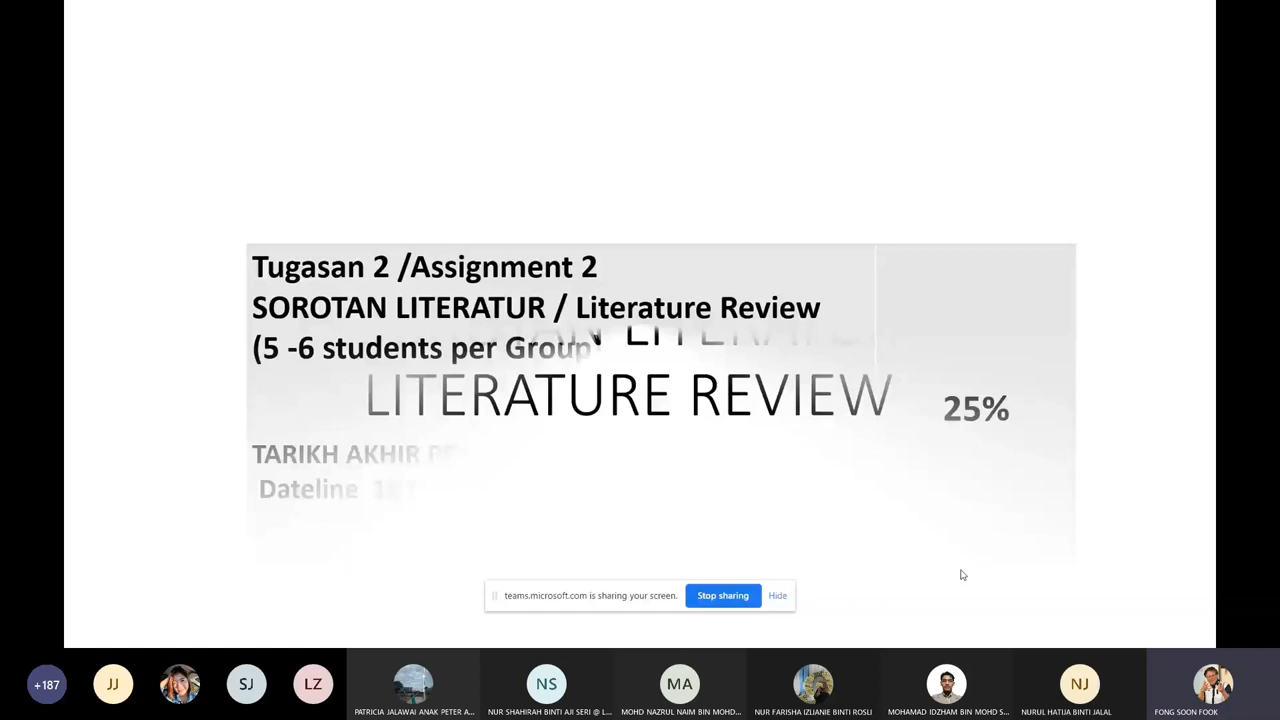 Tugasan 2 /Assignment 2
SOROTAN LITERATUR / Literature Review
(5 -6 students per Group
LITERATURE REVIEW
25%
TARIKH AKHIR
Dateline
teams.microsoft.com is sharing your screen.
Stop sharing
Hide
+187
JJ
SJ
LZ
NS
MA
NJ
PATRICIA JALAWAI ANAK PETER A...
NUR SHAHIRAH BINTI AJI SERI @ L...
MOHD NAZRUL NAIM BIN MOHD...
NUR FARISHA IZLIANIE BINTI ROSLI
MOHAMAD IDZHAM BIN MOHD S...
NURUL HATIJA BINTI JALAL
FONG SOON FOOK